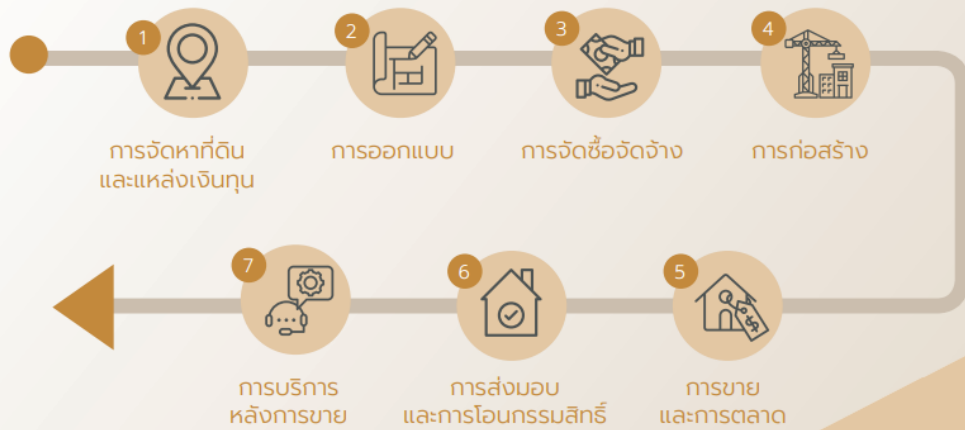 1
การจัดหาที่ดิน
และแหล่งเงินทุน
2
การออกแบบ
3
การจัดซื้อจัดจ้าง
4
การก่อสร้าง
5
การขาย
และการตลาด
6
การส่งมอบ
และการโอนกรรมสิทธิ์
7
การบริการ
หลังการขาย